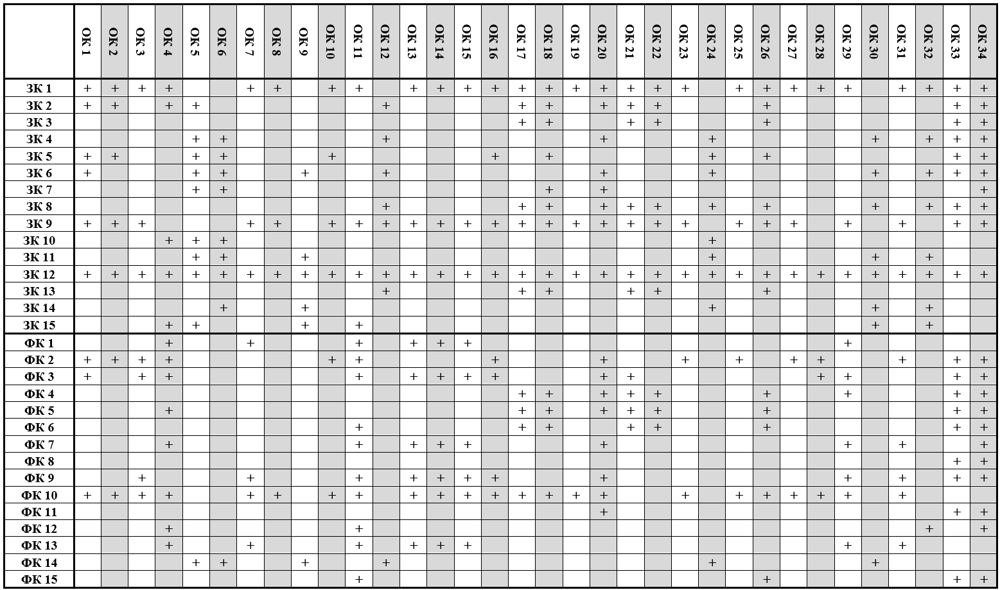 ОК 1 ОК 2 ОК 3 ОК 4 ОК 5 ОК 6 ОК 7 ОК 8 ОК 9 ОК 10 ОК 11 ОК 12 ОК 13 ОК 14 ОК 15 ОК 16 ОК 17 ОК 18 ОК 19 ОК 20 ОК 21 ОК 22 ОК 23 ОК 24 ОК 25 ОК 26 ОК 27 ОК 28 ОК 29 ОК 30 ОК 31 ОК 32 ОК 33 ОК 34
ЗК 1 + + + + + + + + + + + + + + + + + + + + + + + + + + + +
ЗК 2 + + + + + + + + + + + + +
ЗК 3 + + + + + + +
ЗК 4 + + + + + + + + +
ЗК 5 + + + + + + + + + + +
ЗК 6 + + + + + + + + + + +
ЗК 7 + + + + +
ЗК 8 + + + + + + + + + + + +
ЗК 9 + + + + + + + + + + + + + + + + + + + + + + + + + +
ЗК 10 + + + +
ЗК 11 + + + + + +
ЗК 12 + + + + + + + + + + + + + + + + + + + + + + + + + + + + + + + + + +
ЗК 13 + + + + + +
ЗК 14 + + + + +
ЗК 15 + + + + + +
ФК 1 + + + + + + +
ФК 2 + + + + + + + + + + + + + + +
ФК 3 + + + + + + + + + + + + + +
ФК 4 + + + + + + + + +
ФК 5 + + + + + + + + +
ФК 6 + + + + + + + +
ФК 7 + + + + + + + + +
ФК 8 + +
ФК 9 + + + + + + + + + + + +
ФК 10 + + + + + + + + + + + + + + + + + + + + + + +
ФК 11 + + +
ФК 12 + + + +
ФК 13 + + + + + + + +
ФК 14 + + + + + +
ФК 15 + + + +